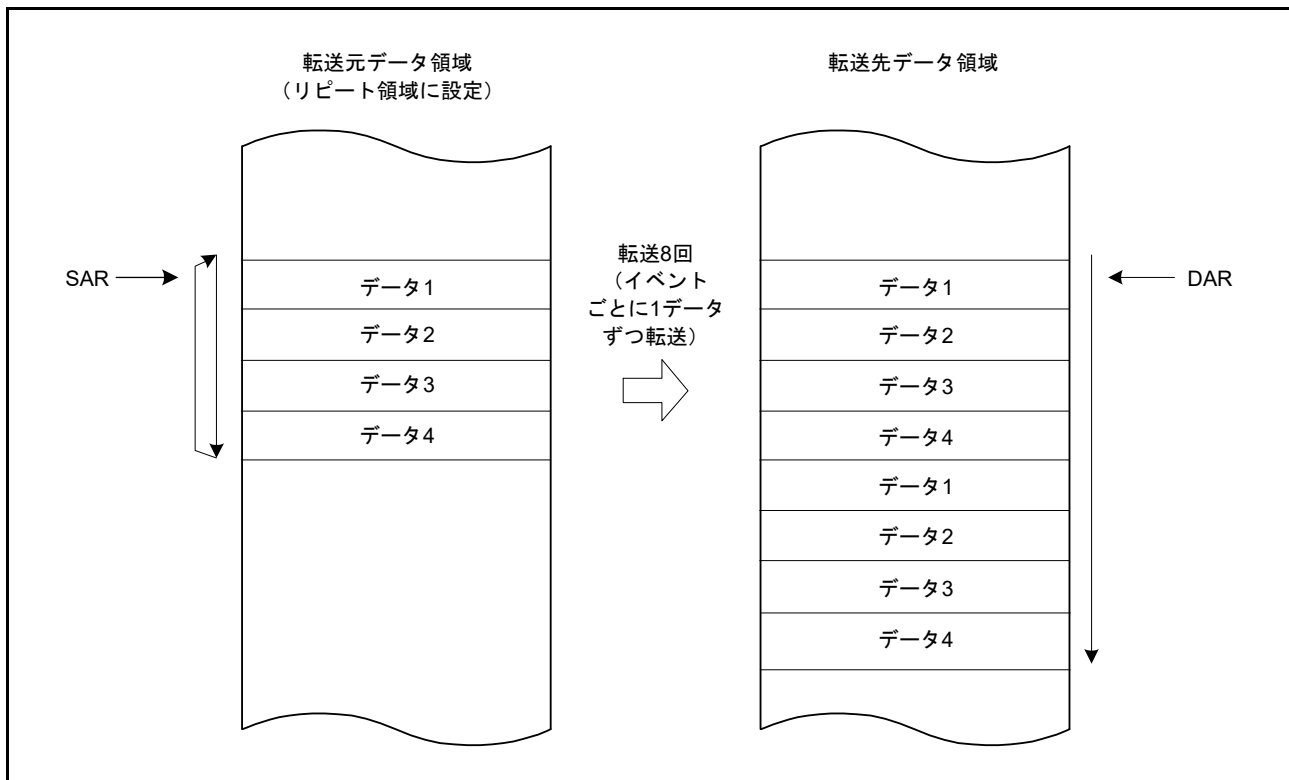 転送元データ領域
（リピート領域に設定）
転送先データ領域
SAR
データ1
データ2
データ3
データ4
転送8回
（イベント
ごとに1データ
ずつ転送）
DAR
データ1
データ2
データ3
データ4
データ1
データ2
データ3
データ4